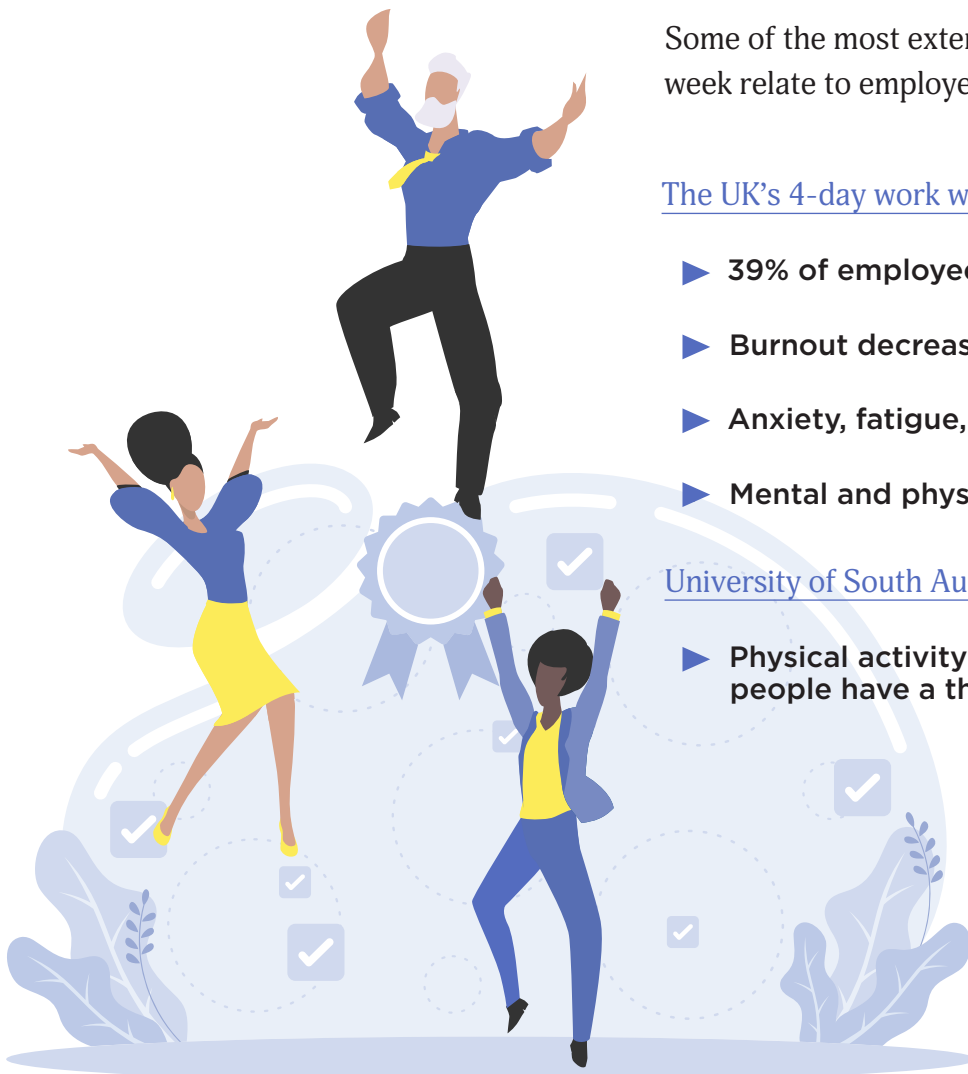 Some of the most exter
week relate to employe
The UK’s 4-day work w
39% of employee
Burnout decreas
Anxiety, fatigue,
Mental and phys
University of South Au
Physical activity
people have a th